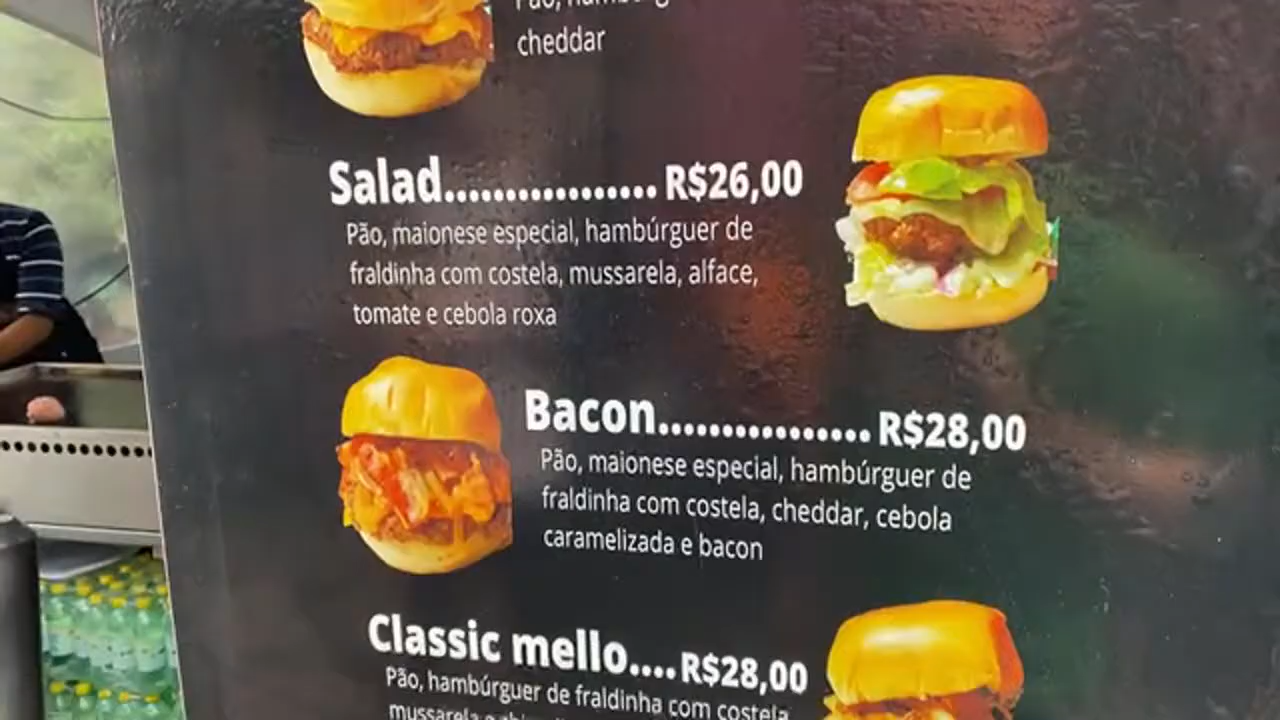 Pão,
cheddar
Salad................ R$26,00
Pão, maionese especial, hambúrguer de
fraldinha com costela, mussarela, alface,
tomate e cebola roxa
Bacon................. R$28,00
Pão, maionese especial, hambúrguer de
fraldinha com costela, cheddar, cebola
caramelizada e bacon
Classic mello.... R$28,00
Pão, hambúrguer de fraldinha com costela
mussarela